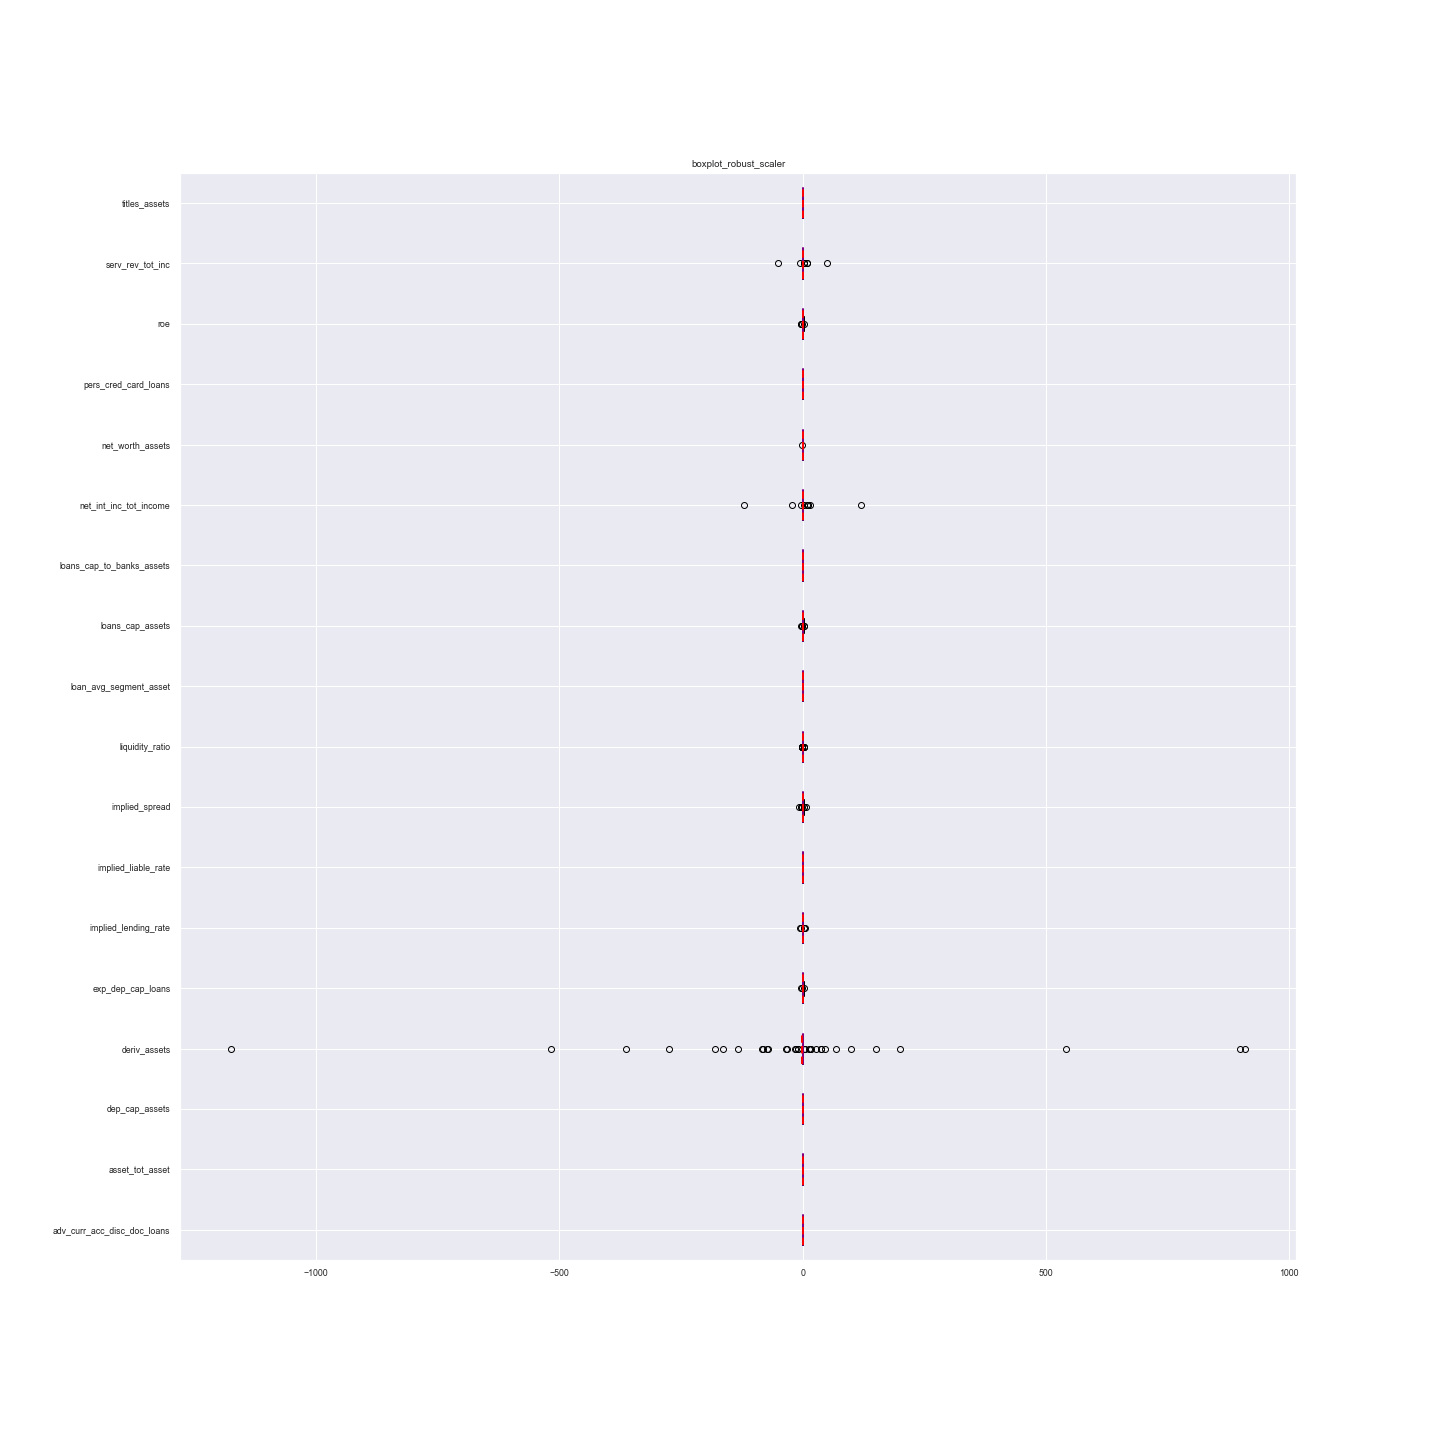 boxplot_robust_scaler
titles_assets
serv_rev_tot_inc
roe
pers_cred_card_loans
net_worth_assets
net_int_inc_tot_income
loans_cap_to_banks_assets
loans_cap_assets
loan_avg_segment_asset
liquidity_ratio
implied_spread
implied_liable_rate
implied_lending_rate
exp_dep_cap_loans
deriv_assets
dep_cap_assets
asset_tot_asset
adv_curr_acc_disc_doc_loans
−1000 −500 0 500 1000